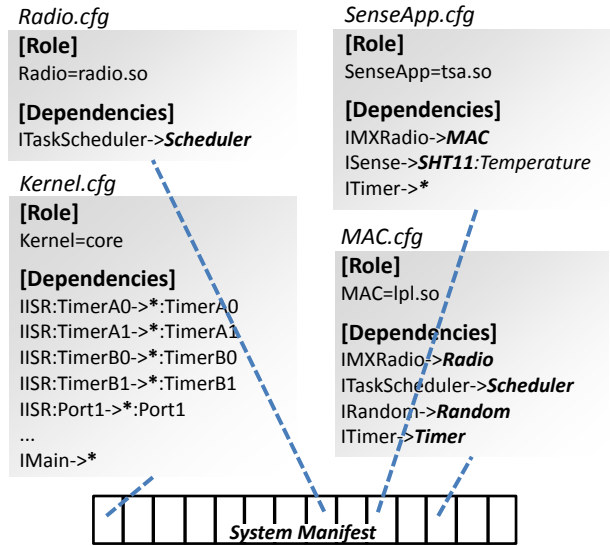 Radio.cfg
[Role]
Radio=radio.so
[Dependencies]
ITaskScheduler->Scheduler
Kernel.cfg
[Role]
Kernel=core
[Dependencies]
IISR:TimerA0->*:TimerA0
IISR:TimerA1->*:TimerA1
IISR:TimerB0->*:TimerB0
IISR:TimerB1->*:TimerB1
IISR:Port1->*:Port1
...
IMain->*
SenseApp.cfg
[Role]
SenseApp=tsa.so
[Dependencies]
IMXRadio->MAC
ISense->SHT11:Temperature
ITimer->*
MAC.cfg
[Role]
MAC=lpl.so
[Dependencies]
IMXRadio->Radio
ITaskScheduler->Scheduler
IRandom->Random
ITimer->Timer
System Manifest